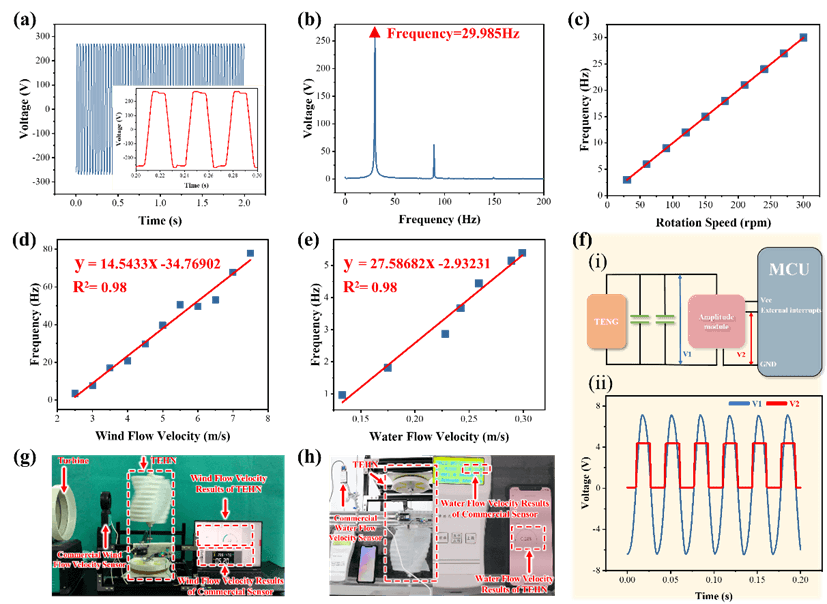 (a)
300
250
200
150
100
50
0
-100
-200
-300
Voltage (V)
0.0 0.5 1.0 1.5 2.0
Time (s)
Voltage (V)
200
100
0
-100
-200
0.20 0.22 0.24 0.26 0.28 0.30
Time (s)
(b)
Frequency=29.985Hz
Voltage (V)
250
200
150
100
50
0
0 50 100 150 200
Frequency (Hz)
(c)
Frequency (Hz)
35
30
25
20
15
10
5
0
0 50 100 150 200 250 300
Rotation Speed (rpm)
(d)
y = 14.5433x -34.76902
R²= 0.98
Frequency (Hz)
80
60
40
20
0
2 3 4 5 6 7 8
Wind Flow Velocity (m/s)
(e)
y = 27.58682x -2.93231
R²= 0.98
Frequency (Hz)
5
4
3
2
1
0.15 0.20 0.25 0.30
Water Flow Velocity (m/s)
(f)
(i)
TENG
V1
Amplitude
module
V2
MCU
External interrupts
GND
(ii)
V1 V2
Voltage (V)
8
4
0
-4
-8
0.00 0.05 0.10 0.15 0.20
Time (s)
(g)
Turbine
TEHN
Wind Flow Velocity
Results of TEHN
Commercial Wind
Flow Velocity Sensor
Wind Flow Velocity Results
of Commercial Sensor
(h)
TEHN
Commercial
Water Flow
Velocity Sensor
Water Flow Velocity Results
of Commercial Sensor
Water Flow Velocity
Results of TEHN